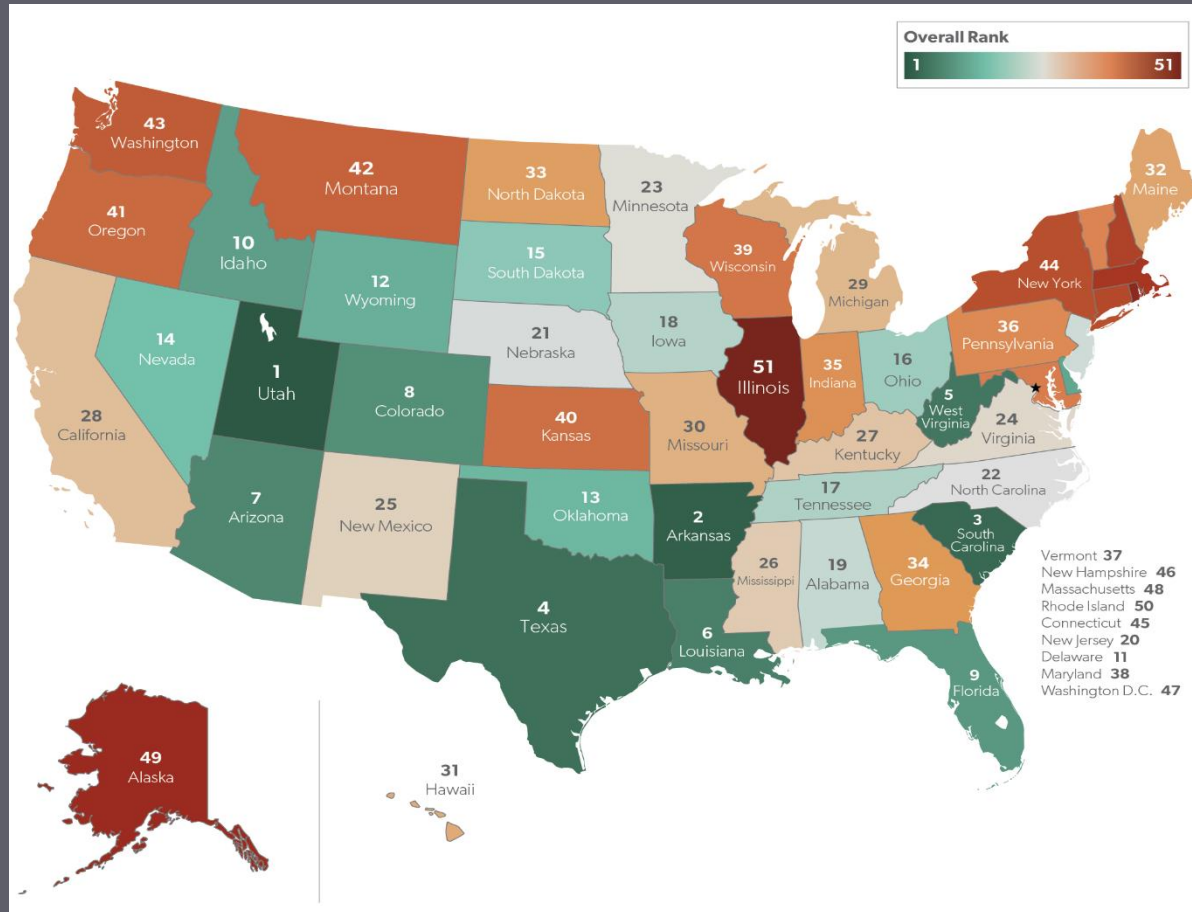 Overall Rank
1 51
43
Washington
42
Montana
33
North Dakota
23
Minnesota
32
Maine
41
Oregon
10
Idaho
15
South Dakota
39
Wisconsin
44
New York
12
Wyoming
29
Michigan
36
Pennsylvania
14
Nevada
18
Iowa
21
Nebraska
16
Ohio
1
Utah
51
Illinois
35
Indiana
8
Colorado
5
West
Virginia
28
California
40
Kansas
30
Missouri
24
Virginia
27
Kentucky
22
North Carolina
17
Tennessee
7
Arizona
25
New Mexico
13
Oklahoma
2
Arkansas
3
South
Carolina
26
Mississippi
19
Alabama
34
Georgia
4
Texas
6
Louisiana
9
Florida
Vermont 37
New Hampshire 46
Massachusetts 48
Rhode Island 50
Connecticut 45
New Jersey 20
Delaware 11
Maryland 38
Washington D.C. 47
49
Alaska
31
Hawaii